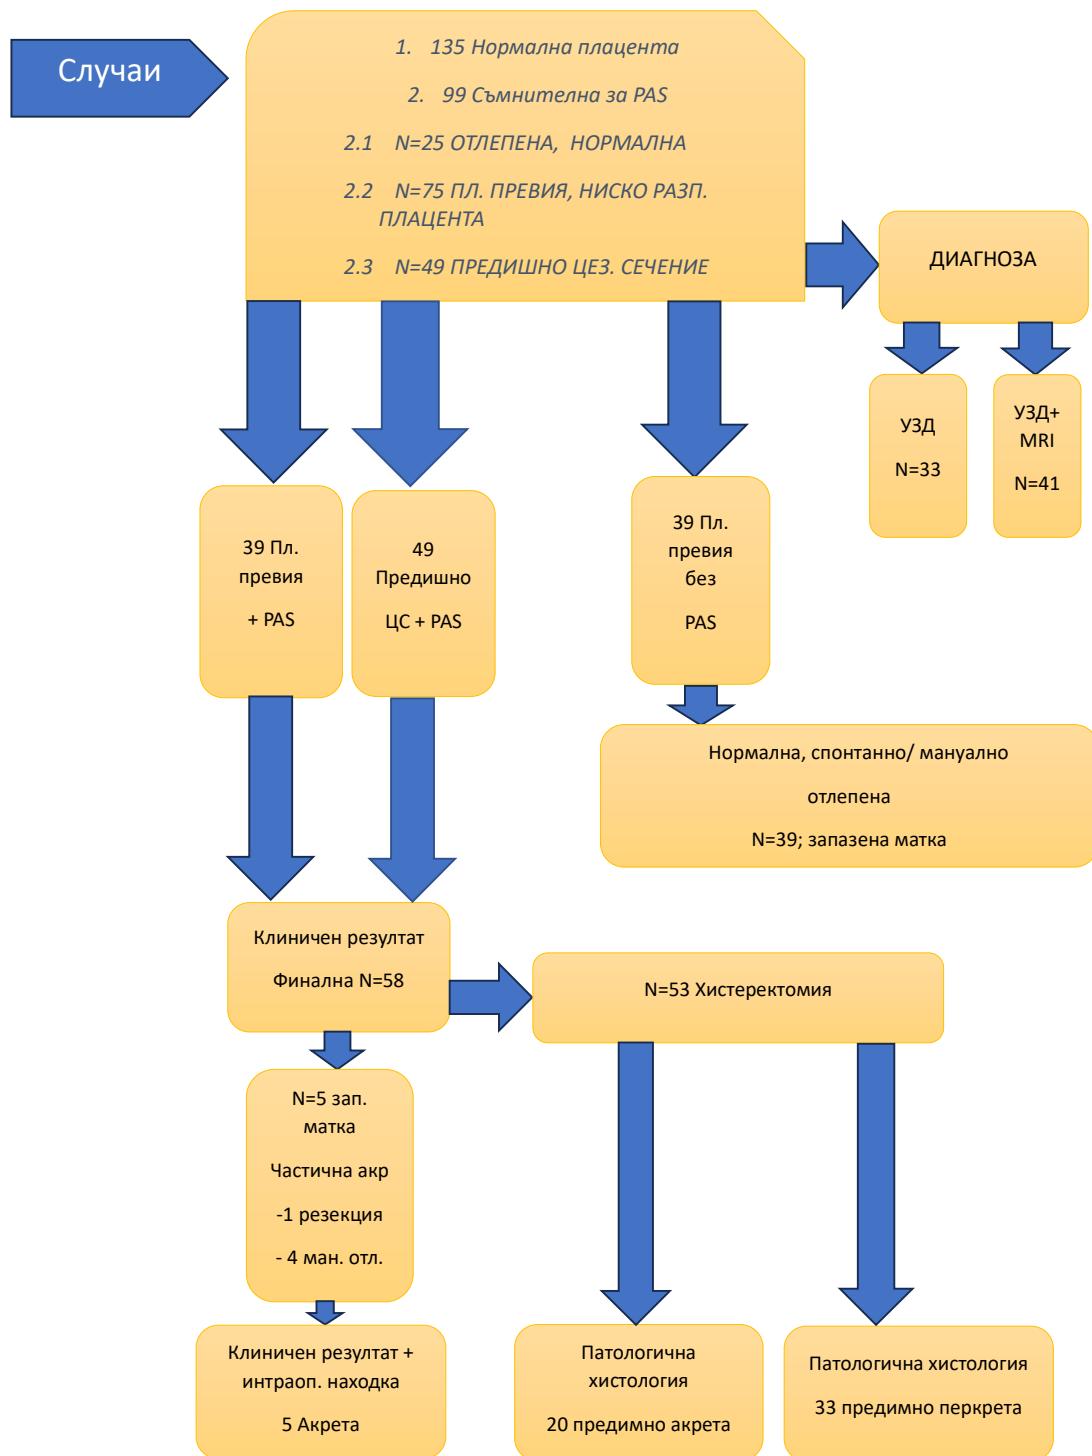 Случаи
1. 135 Нормална плацента
2. 99 Съмнителна за PAS
2.1 N=25 ОТЛЕПЕНА, НОРМАЛНА
2.2 N=75 ПЛ. ПРЕВИЯ, НИСКО РАЗП.
ПЛАЦЕНТА
2.3 N=49 ПРЕДИШНО ЦЕЗ. СЕЧЕНИЕ
ДИАГНОЗА
УЗД
N=33
УЗД+
MRI
N=41
39 Пл.
превия
+ PAS
49
Предишно
ЦС + PAS
39 Пл.
превия
без
PAS
Нормална, спонтанно/ мануално
отлепена
N=39; запазена матка
Клиничен резултат
Финална N=58
N=53 Хистеректомия
N=5 зап.
матка
Частична акр
-1 резекция
- 4 ман. отл.
Клиничен резултат +
интраоп. находка
5 Акрета
Патологична
хистология
20 предимно акрета
Патологична хистология
33 предимно перкрета